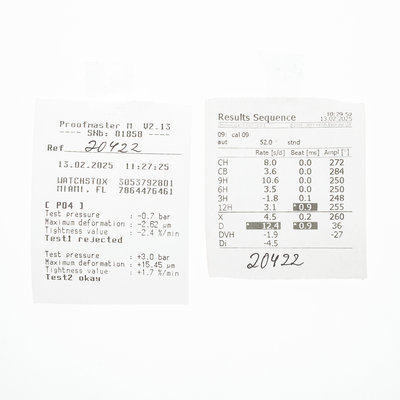 Proofmaster M V2.13
---- SNb: 01858 ----
Ref 20422
13.02.2025 11:27:25
WATCHSTOX S053792801
MIAMI, FL 7864476461
[ P04 ]
Test pressure : -0.7 bar
Maximum deformation : -2.62 µm
Tightness value : -2.4 %/min
Test1 rejected
Test pressure : +3.0 bar
Maximum deformation : +15.45 µm
Tightness value : +1.7 %/min
Test2 okay
Results Sequence
10:29:52
13.02.2025
09: cal 09
aut 52.0 ° stnd
Rate [s/d] Beat [ms] Ampl [°]
CH 8.0 0.0 272
CB 3.6 0.0 284
9H 10.6 0.0 250
6H 3.5 0.0 250
3H -1.8 0.1 248
12H 3.1 * 0.9 255
X 4.5 0.2 260
D * 12.4 * 0.9 36
DVH -1.9 -27
Di -4.5
20422